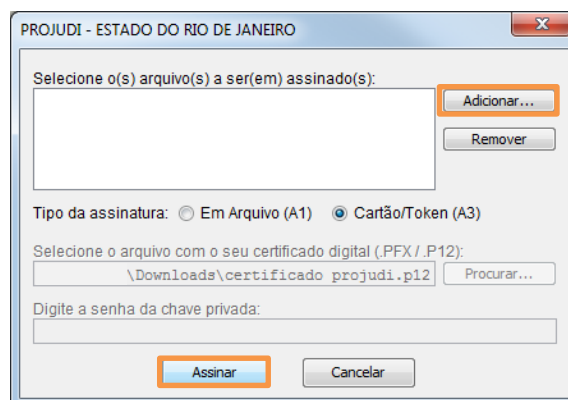 PROJUDI - ESTADO DO RIO DE JANEIRO
Selecione o(s) arquivo(s) a ser(em) assinado(s):
Adicionar...
Remover
Tipo da assinatura: Em Arquivo (A1) Cartão/Token (A3)
Selecione o arquivo com o seu certificado digital (.PFX / .P12):
\Downloads\certificado projudi.p12 Procurar...
Digite a senha da chave privada:
Assinar Cancelar